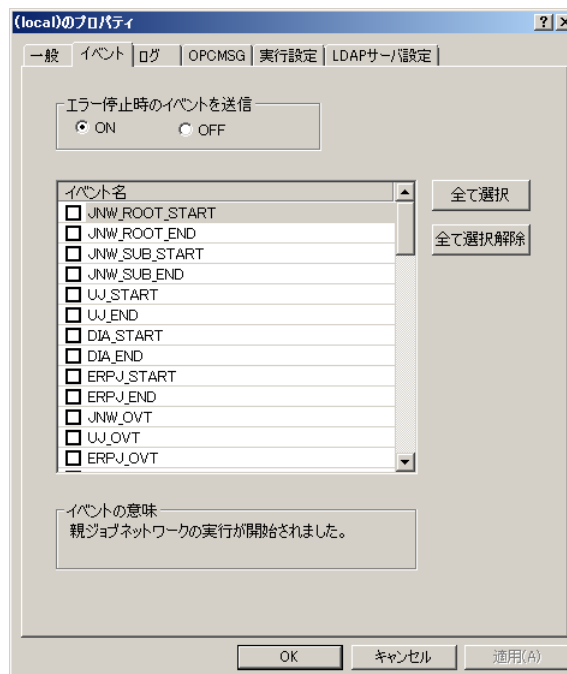 (local)のプロパティ
一般 イベント ログ OPCMSG 実行設定 LDAPサーバ設定
エラー停止時のイベントを送信
ON OFF
イベント名
JNW_ROOT_START
JNW_ROOT_END
JNW_SUB_START
JNW_SUB_END
UJ_START
UJ_END
DIA_START
DIA_END
ERPJ_START
ERPJ_END
JNW_OVT
UJ_OVT
ERPJ_OVT
全て選択
全て選択解除
イベントの意味
親ジョブネットワークの実行が開始されました。
OK キャンセル 適用(A)